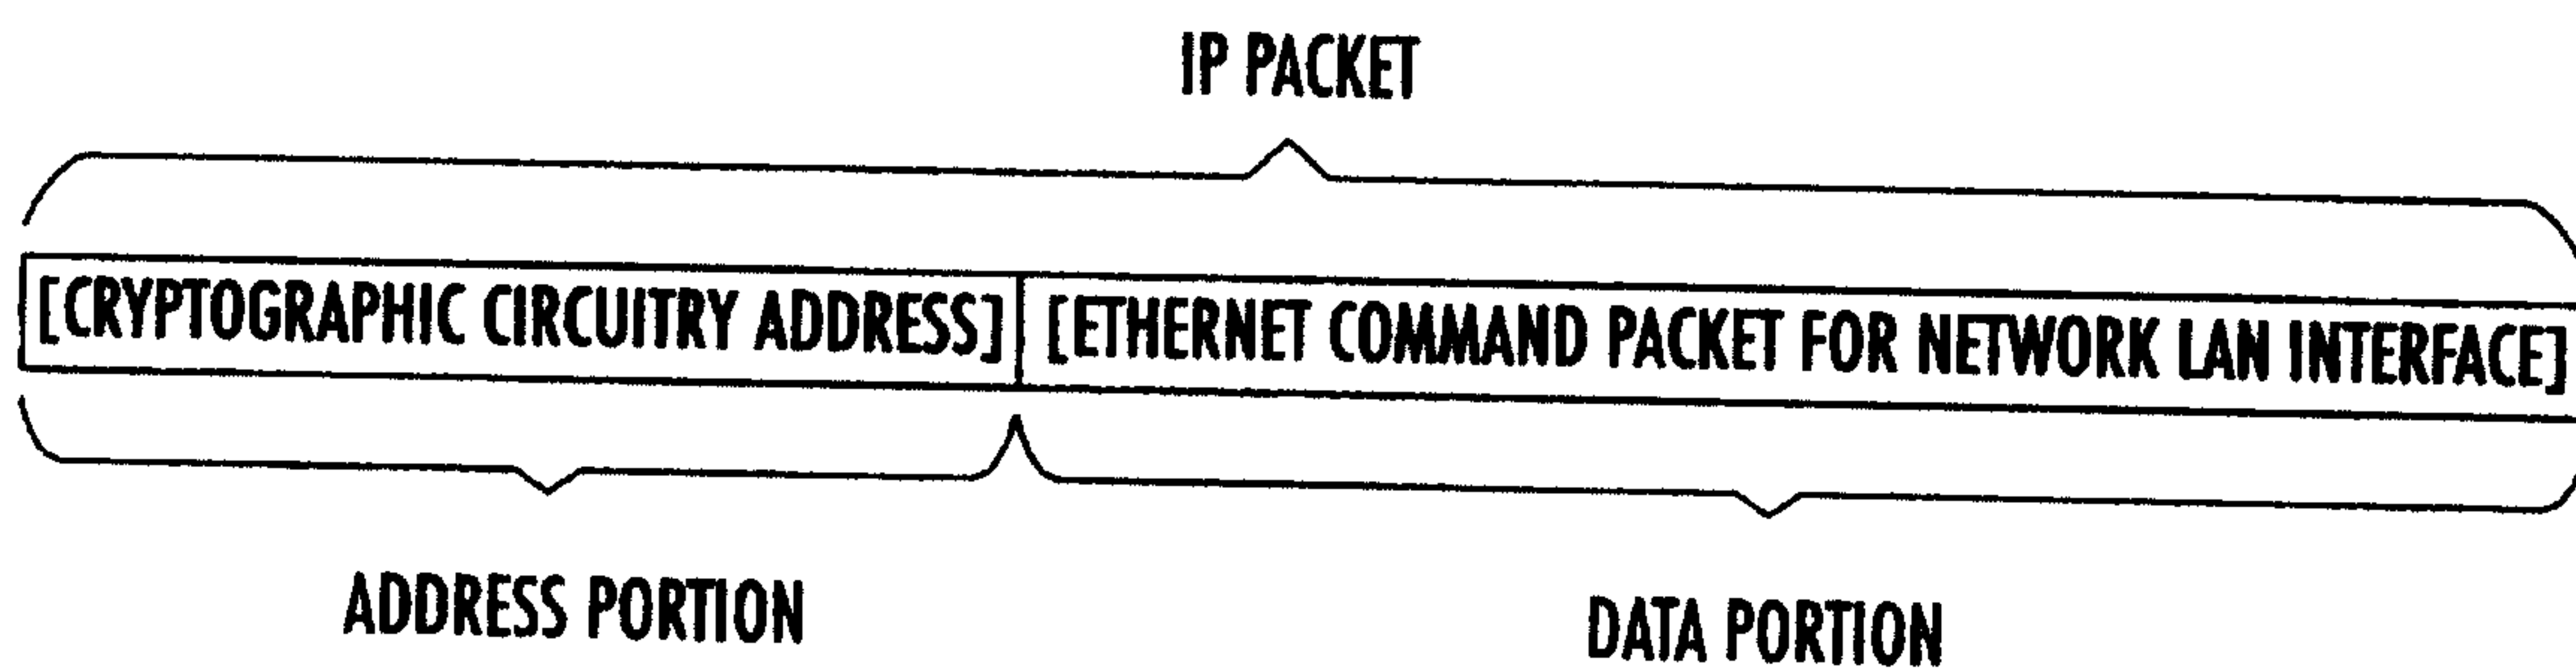 IP PACKET
[CRYPTOGRAPHIC CIRCUITRY ADDRESS] [ETHERNET COMMAND PACKET FOR NETWORK LAN INTERFACE]
ADDRESS PORTION
DATA PORTION